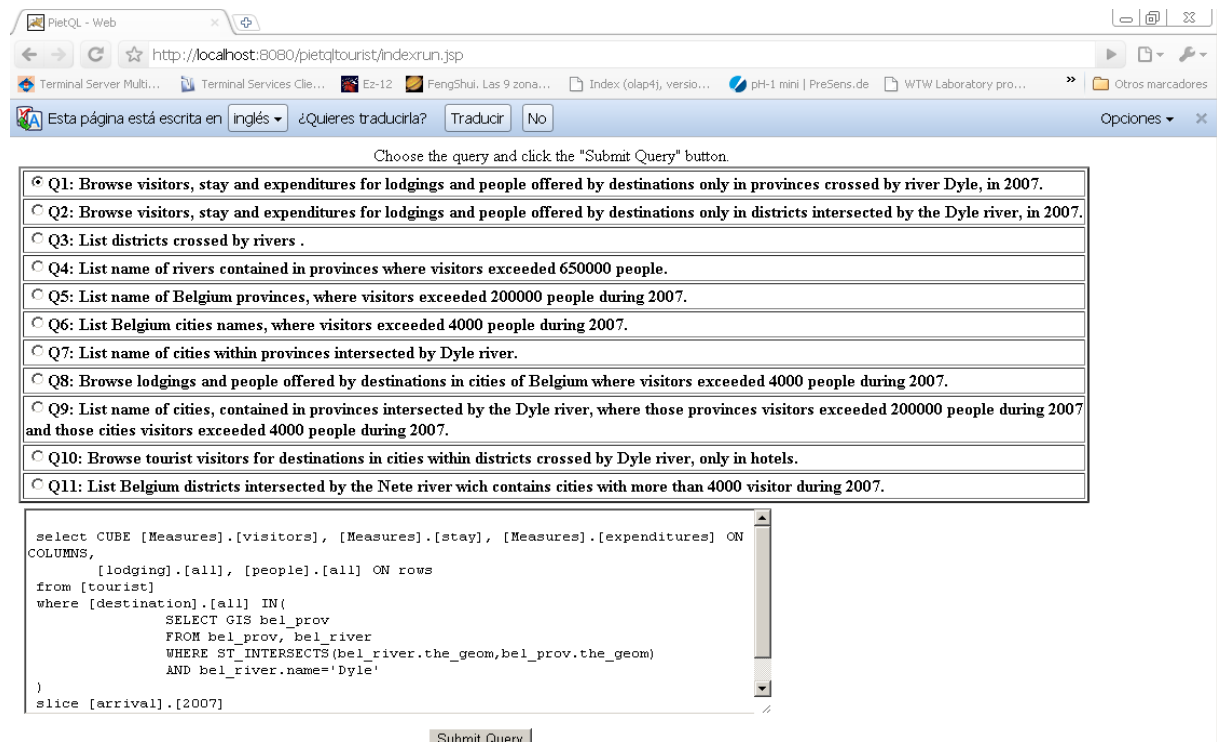 PietQL - Web
http://localhost:8080/pietqltourist/indexrun.jsp
Terminal Server Multi... Terminal Services Clie... Ez-12 FengShui. Las 9 zona... Index (olap4j, versio... pH-1 mini | PreSens.de WTW Laboratory pro... » Otros marcadores
Esta página está escrita en inglés ¿Quieres traducirla? Traducir No Opciones
Choose the query and click the "Submit Query" button.
Q1: Browse visitors, stay and expenditures for lodgings and people offered by destinations only in provinces crossed by river Dyle, in 2007.
Q2: Browse visitors, stay and expenditures for lodgings and people offered by destinations only in districts intersected by the Dyle river, in 2007.
Q3: List districts crossed by rivers .
Q4: List name of rivers contained in provinces where visitors exceeded 650000 people.
Q5: List name of Belgium provinces, where visitors exceeded 200000 people during 2007.
Q6: List Belgium cities names, where visitors exceeded 4000 people during 2007.
Q7: List name of cities within provinces intersected by Dyle river.
Q8: Browse lodgings and people offered by destinations in cities of Belgium where visitors exceeded 4000 people during 2007.
Q9: List name of cities, contained in provinces intersected by the Dyle river, where those provinces visitors exceeded 200000 people during 2007
and those cities visitors exceeded 4000 people during 2007.
Q10: Browse tourist visitors for destinations in cities within districts crossed by Dyle river, only in hotels.
Q11: List Belgium districts intersected by the Nete river wich contains cities with more than 4000 visitor during 2007.
select CUBE [Measures].[visitors], [Measures].[stay], [Measures].[expenditures] ON
COLUMNS,
[lodging].[all], [people].[all] ON rows
from [tourist]
where [destination].[all] IN(
SELECT GIS bel_prov
FROM bel_prov, bel_river
WHERE ST_INTERSECTS(bel_river.the_geom,bel_prov.the_geom)
AND bel_river.name='Dyle'
)
slice [arrival].[2007]
Submit Query